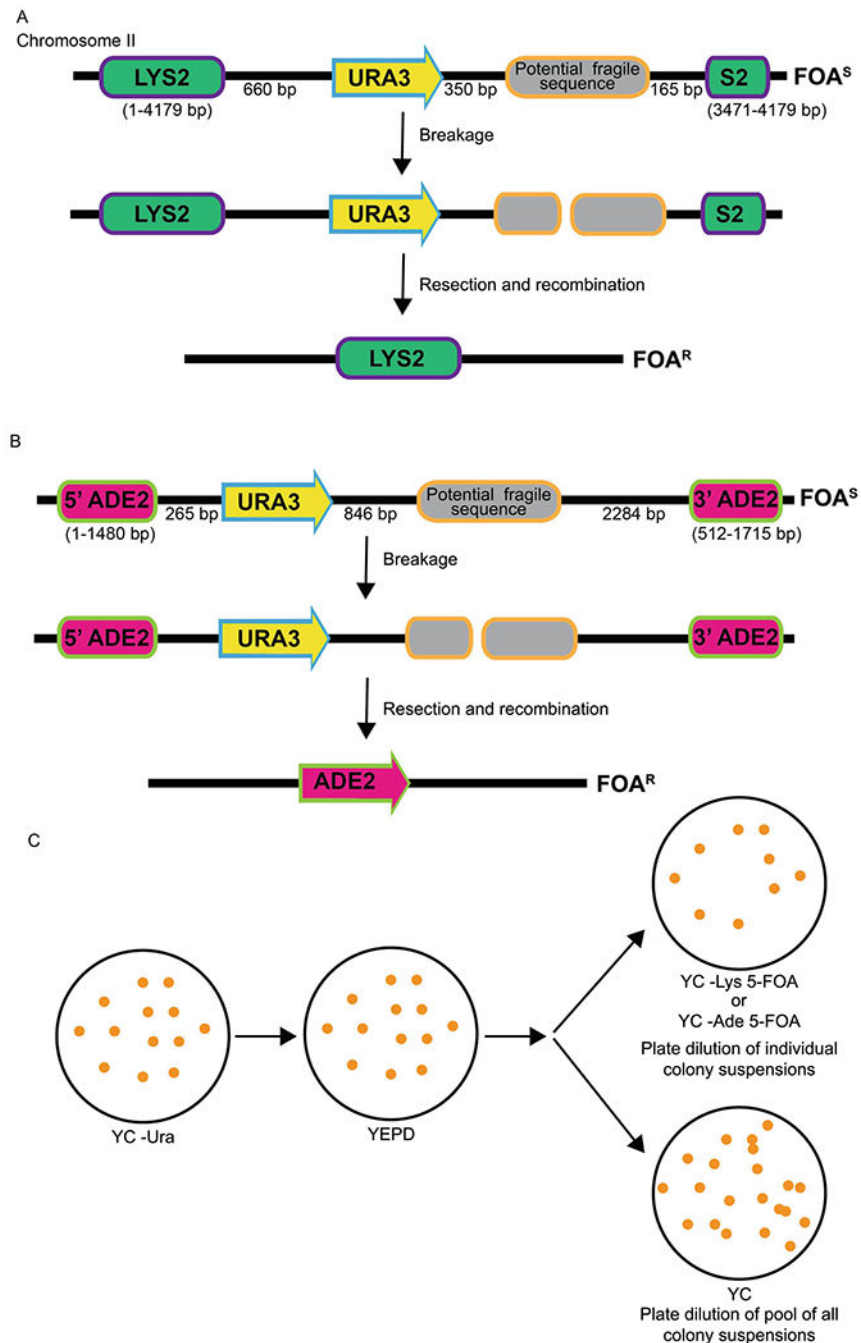 A
Chromosome II
LYS2 URA3 Potential fragile sequence S2 FOAS
660 bp 350 bp 165 bp
(1-4179 bp) (3471-4179 bp)
Breakage
LYS2 URA3 S2
Resection and recombination
LYS2 FOAR
B
5' ADE2 URA3 Potential fragile sequence 3' ADE2 FOAS
265 bp 846 bp 2284 bp
(1-1480 bp) (512-1715 bp)
Breakage
5' ADE2 URA3 3' ADE2
Resection and recombination
ADE2 FOAR
C
YC -Ura
YEPD
YC -Lys 5-FOA
or
YC -Ade 5-FOA
Plate dilution of individual
colony suspensions
YC
Plate dilution of pool of all
colony suspensions